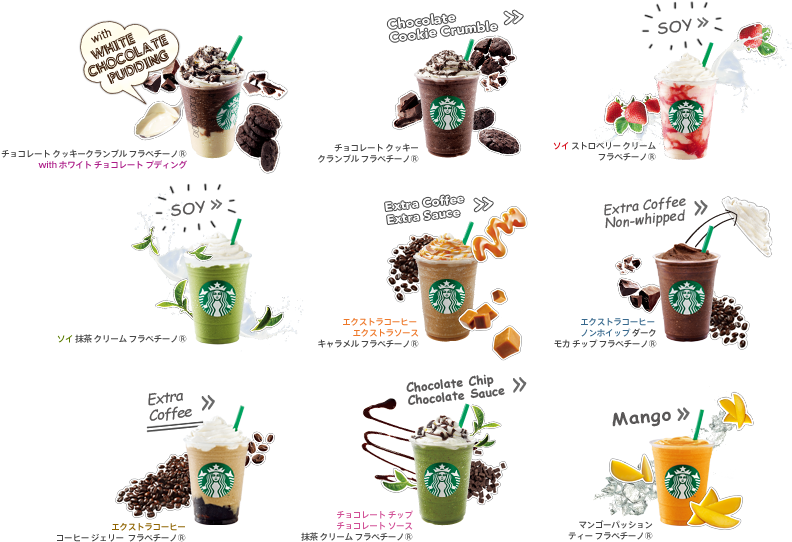 with
WHITE
CHOCOLATE
PUDDING
チョコレート クッキークランブル フラペチーノ®
with ホワイト チョコレート プディング
Chocolate
Cookie Crumble
チョコレート クッキー
クランブル フラペチーノ®
SOY
ソイ ストロベリー クリーム
フラペチーノ®
SOY
ソイ 抹茶 クリーム フラペチーノ®
Extra Coffee
Extra Sauce
エクストラコーヒー
エクストラソース
キャラメル フラペチーノ®
Extra Coffee
Non-whipped
エクストラコーヒー
ノンホイップ ダーク
モカ チップ フラペチーノ®
Extra
Coffee
エクストラコーヒー
コーヒー ジェリー フラペチーノ®
Chocolate Chip
Chocolate Sauce
チョコレート チップ
チョコレート ソース
抹茶 クリーム フラペチーノ®
Mango
マンゴーパッション
ティー フラペチーノ®